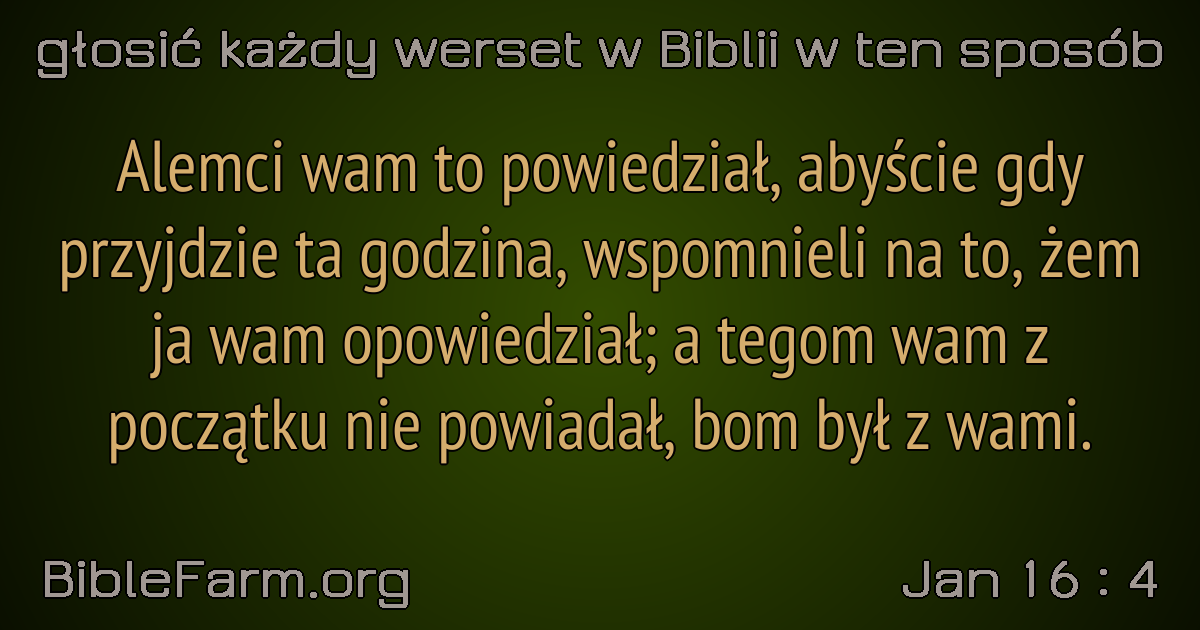 głosić każdy werset w Biblii w ten sposób
Alemci wam to powiedział, abyście gdy
przyjdzie ta godzina, wspomnieli na to, żem
ja wam opowiedział; a tegom wam z
początku nie powiadał, bom był z wami.
BibleFarm.org
Jan 16 : 4